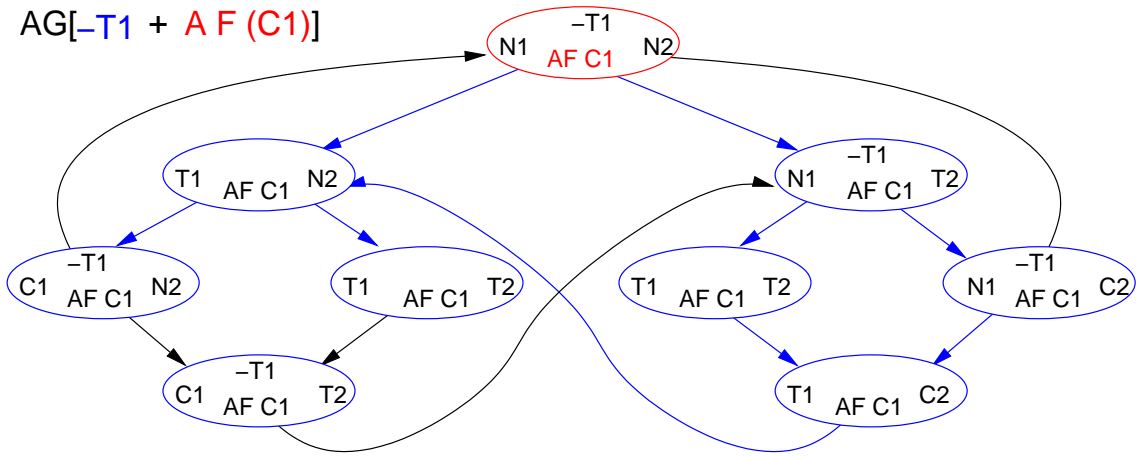 AG[–T1 + A F (C1)]
–T1
N1 N2
AF C1
T1 N2
AF C1
–T1
N1 T2
AF C1
–T1
C1 N2
AF C1
T1 T2
AF C1
T1 T2
AF C1
–T1
N1 C2
AF C1
–T1
C1 T2
AF C1
T1 C2
AF C1